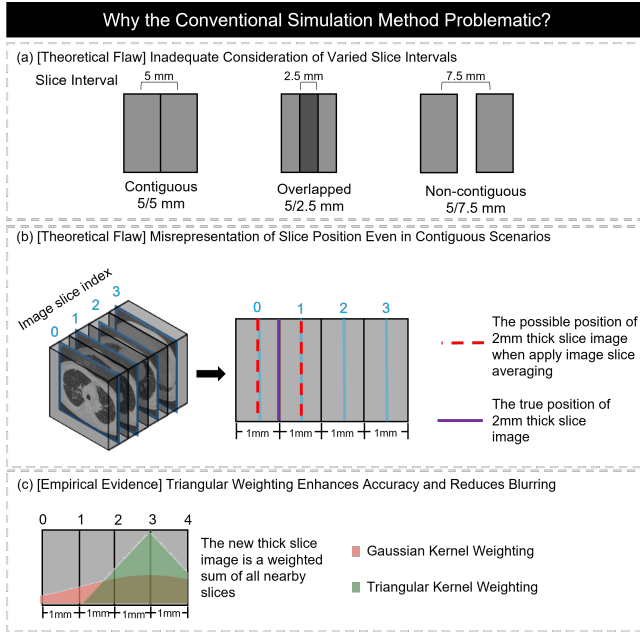 Why the Conventional Simulation Method Problematic?
(a) [Theoretical Flaw] Inadequate Consideration of Varied Slice Intervals
Slice Interval
5 mm
2.5 mm
7.5 mm
Contiguous
5/5 mm
Overlapped
5/2.5 mm
Non-contiguous
5/7.5 mm
(b) [Theoretical Flaw] Misrepresentation of Slice Position Even in Contiguous Scenarios
Image slice index
0 1 2 3
0 1 2 3
1mm 1mm 1mm 1mm
The possible position of
2mm thick slice image
when apply image slice
averaging
The true position of
2mm thick slice
image
(c) [Empirical Evidence] Triangular Weighting Enhances Accuracy and Reduces Blurring
0 1 2 3 4
1mm 1mm 1mm 1mm
The new thick slice
image is a weighted
sum of all nearby
slices
Gaussian Kernel Weighting
Triangular Kernel Weighting